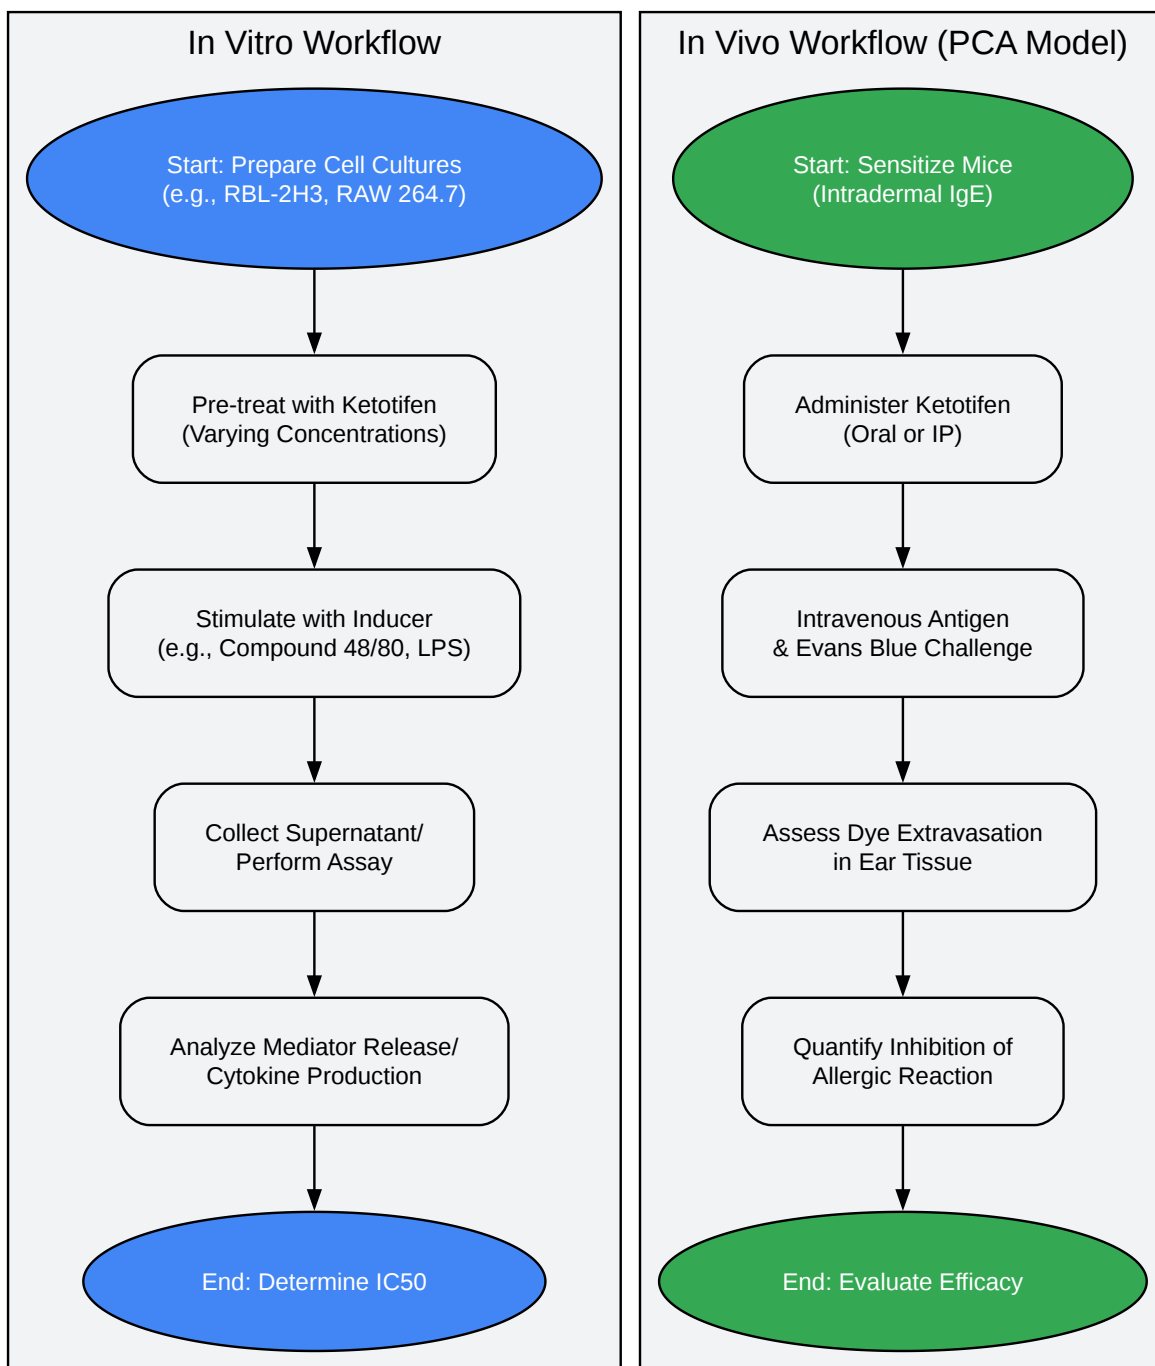 In Vitro Workflow
Start: Prepare Cell Cultures
(e.g., RBL-2H3, RAW 264.7)
Pre-treat with Ketotifen
(Varying Concentrations)
Stimulate with Inducer
(e.g., Compound 48/80, LPS)
Collect Supernatant/
Perform Assay
Analyze Mediator Release/
Cytokine Production
End: Determine IC50
In Vivo Workflow (PCA Model)
Start: Sensitize Mice
(Intradermal IgE)
Administer Ketotifen
(Oral or IP)
Intravenous Antigen
& Evans Blue Challenge
Assess Dye Extravasation
in Ear Tissue
Quantify Inhibition of
Allergic Reaction
End: Evaluate Efficacy